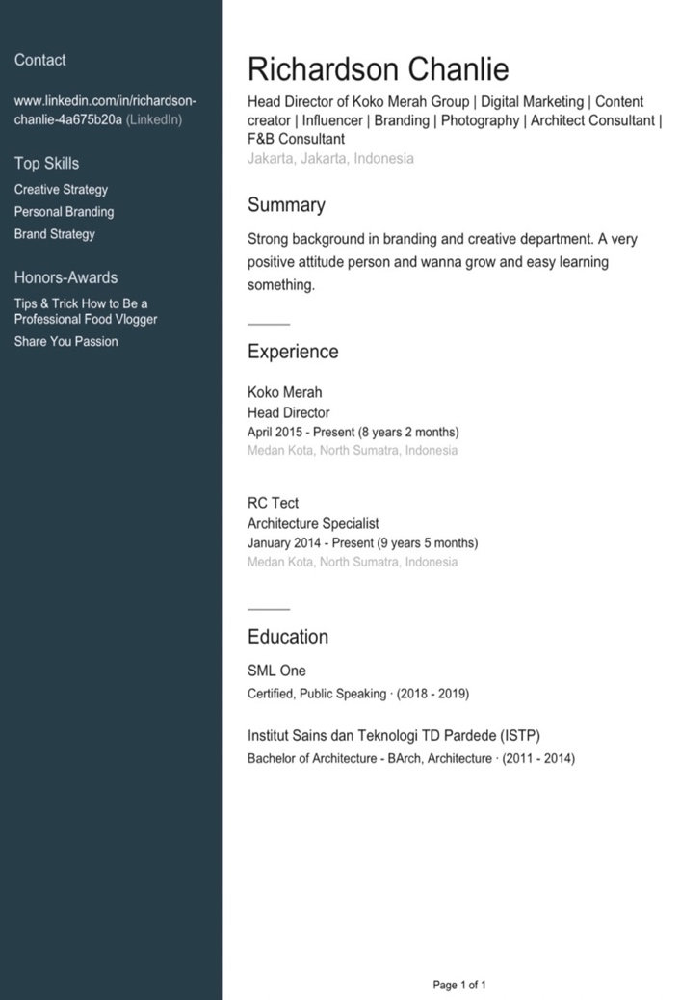 Contact
www.linkedin.com/in/richardson-
chanlie-4a675b20a (LinkedIn)
Top Skills
Creative Strategy
Personal Branding
Brand Strategy
Honors-Awards
Tips & Trick How to Be a
Professional Food Vlogger
Share You Passion
Richardson Chanlie
Head Director of Koko Merah Group | Digital Marketing | Content
creator | Influencer | Branding | Photography | Architect Consultant |
F&B Consultant
Jakarta, Jakarta, Indonesia
Summary
Strong background in branding and creative department. A very
positive attitude person and wanna grow and easy learning
something.
Experience
Koko Merah
Head Director
April 2015 - Present (8 years 2 months)
Medan Kota, North Sumatra, Indonesia
RC Tect
Architecture Specialist
January 2014 - Present (9 years 5 months)
Medan Kota, North Sumatra, Indonesia
Education
SML One
Certified, Public Speaking · (2018 - 2019)
Institut Sains dan Teknologi TD Pardede (ISTP)
Bachelor of Architecture - BArch, Architecture · (2011 - 2014)
Page 1 of 1